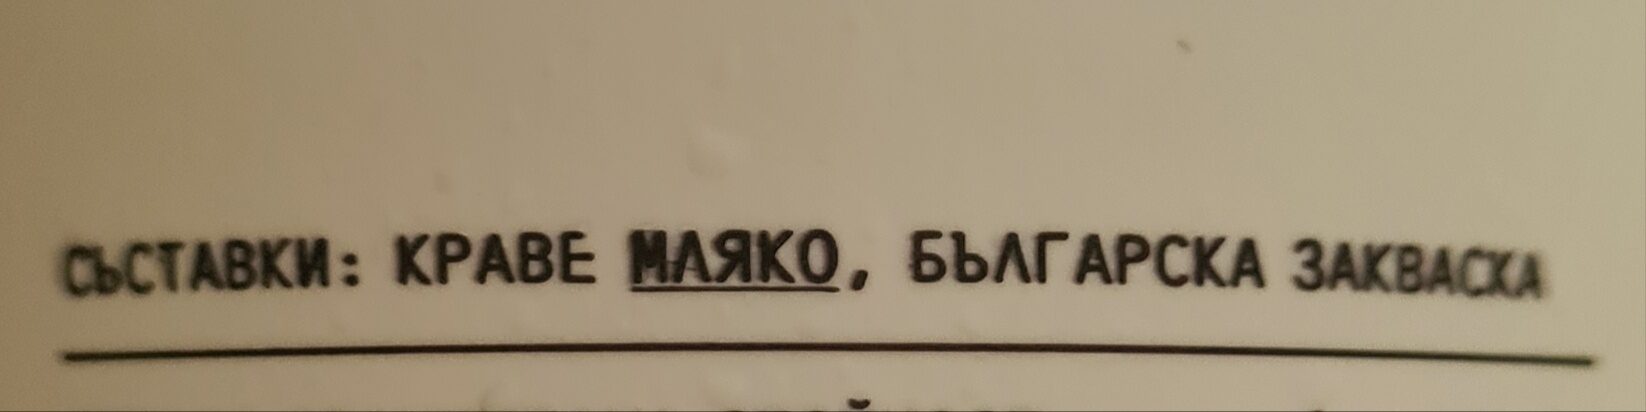 СЪСТАВКИ: КРАВЕ МЛЯКО, БЪЛГАРСКА ЗАКВАСКА